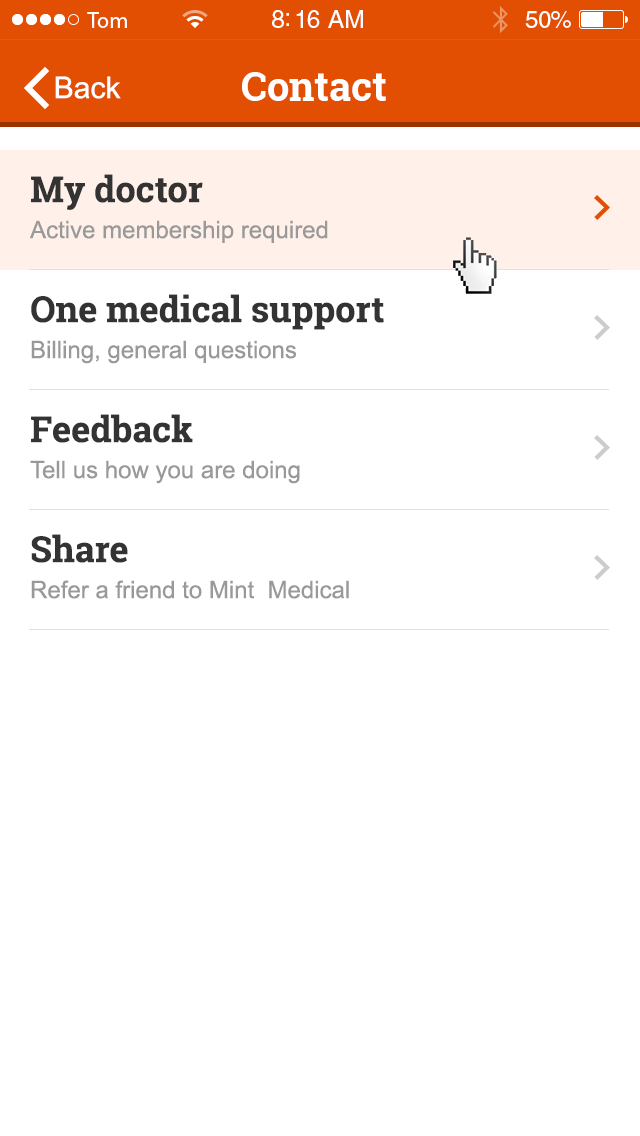 Tom 8:16 AM 50%
Back Contact
My doctor
Active membership required
One medical support
Billing, general questions
Feedback
Tell us how you are doing
Share
Refer a friend to Mint  Medical